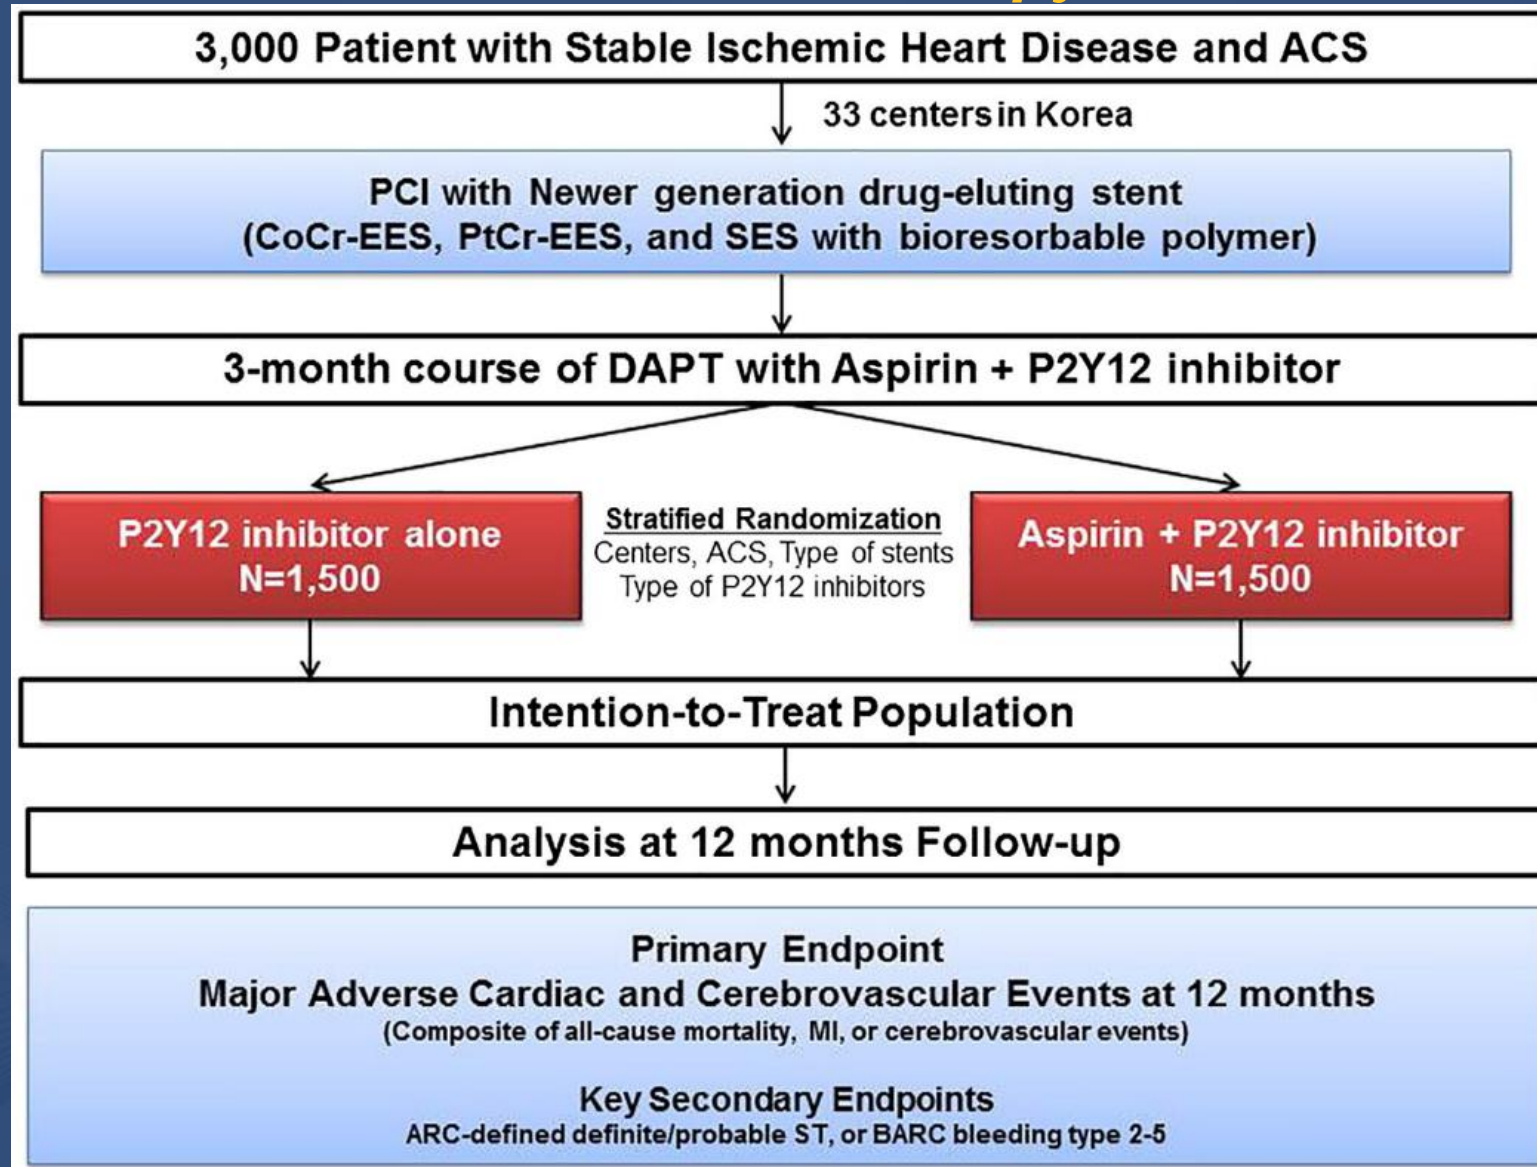 3,000 Patient with Stable Ischemic Heart Disease and ACS
33 centers in Korea
PCI with Newer generation drug-eluting stent
(CoCr-EES, PtCr-EES, and SES with bioresorbable polymer)
3-month course of DAPT with Aspirin + P2Y12 inhibitor
P2Y12 inhibitor alone
N=1,500
Stratified Randomization
Centers, ACS, Type of stents
Type of P2Y12 inhibitors
Aspirin + P2Y12 inhibitor
N=1,500
Intention-to-Treat Population
Analysis at 12 months Follow-up
Primary Endpoint
Major Adverse Cardiac and Cerebrovascular Events at 12 months
(Composite of all-cause mortality, MI, or cerebrovascular events)
Key Secondary Endpoints
ARC-defined definite/probable ST, or BARC bleeding type 2-5